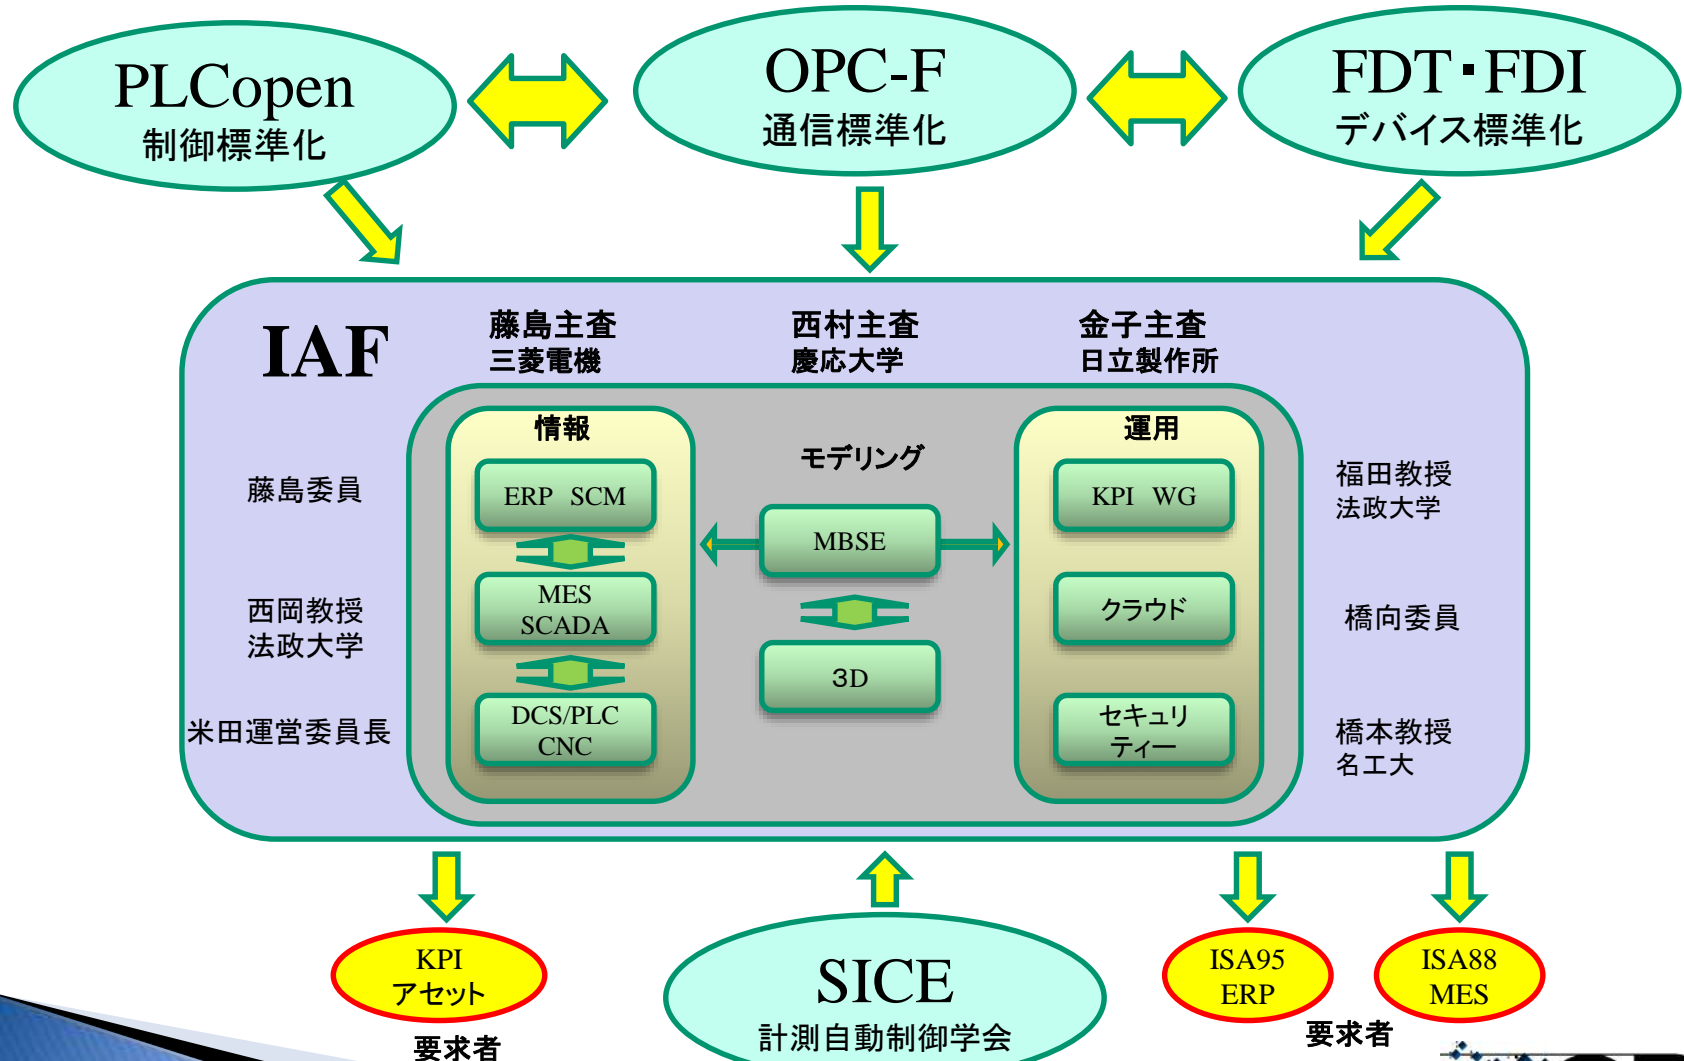 PLCopen
制御標準化
OPC-F
通信標準化
FDT・FDI
デバイス標準化
IAF
藤島主査
三菱電機
西村主査
慶応大学
金子主査
日立製作所
情報
モデリング
運用
藤島委員
ERP SCM
KPI WG
福田教授
法政大学
MBSE
西岡教授
法政大学
MES
SCADA
クラウド
橋向委員
3D
米田運営委員長
DCS/PLC
CNC
セキュリ
ティー
橋本教授
名工大
KPI
アセット
要求者
SICE
計測自動制御学会
ISA95
ERP
ISA88
MES
要求者